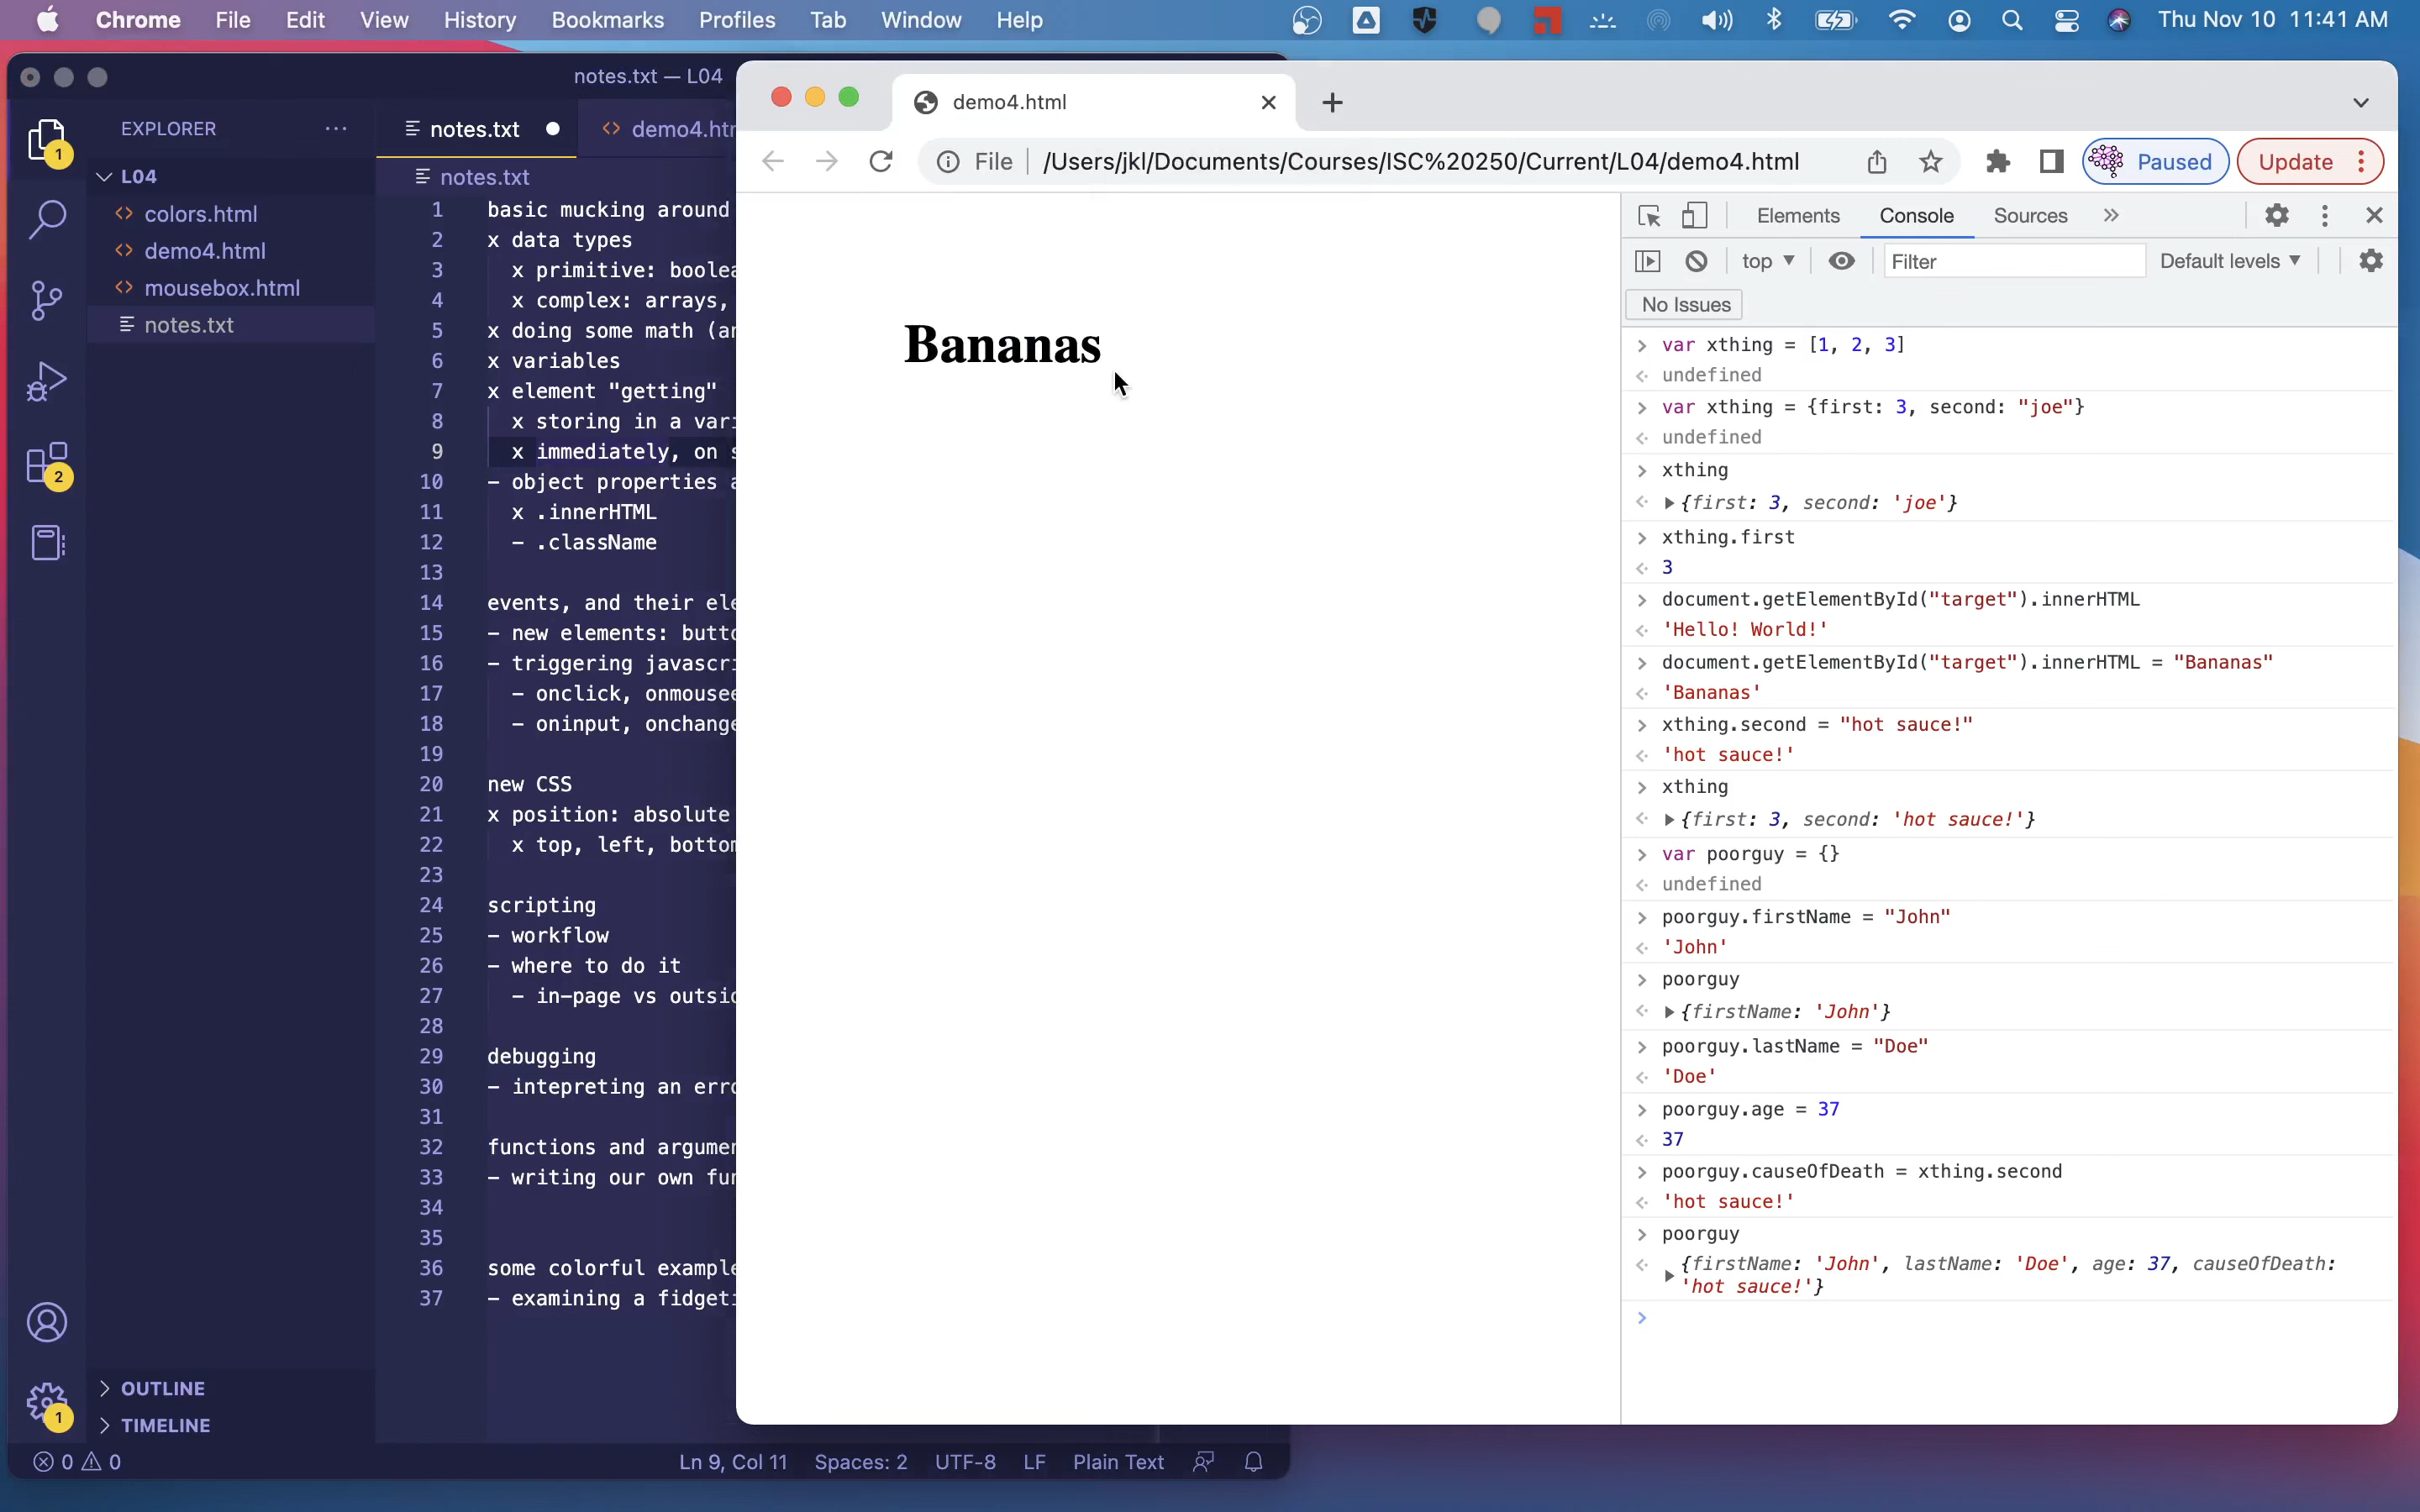 Chrome File Edit View History Bookmarks Profiles Tab Window Help Thu Nov 10 11:41 AM
notes.txt — L04
EXPLORER
L04
colors.html
demo4.html
mousebox.html
notes.txt
OUTLINE
TIMELINE
1
2
1
notes.txt
demo4.htm
notes.txt
1 basic mucking around
2 x data types
3 x primitive: boolea
4 x complex: arrays,
5 x doing some math (ar
6 x variables
7 x element "getting"
8 x storing in a vari
9 x immediately, on s
10 - object properties a
11 x .innerHTML
12 - .className
13
14 events, and their ele
15 - new elements: butto
16 - triggering javascri
17 - onclick, onmousee
18 - oninput, onchange
19
20 new CSS
21 x position: absolute
22 x top, left, bottom
23
24 scripting
25 - workflow
26 - where to do it
27 - in-page vs outsid
28
29 debugging
30 - intepreting an erro
31
32 functions and argumen
33 - writing our own fun
34
35
36 some colorful example
37 - examining a fidgeti
0 0
Ln 9, Col 11 Spaces: 2 UTF-8 LF Plain Text
demo4.html
File /Users/jkl/Documents/Courses/ISC%20250/Current/L04/demo4.html
Paused
Update
Bananas
Elements Console Sources
top Filter Default levels
No Issues
var xthing = [1, 2, 3]
undefined
var xthing = {first: 3, second: "joe"}
undefined
xthing
{first: 3, second: 'joe'}
xthing.first
3
document.getElementById("target").innerHTML
'Hello! World!'
document.getElementById("target").innerHTML = "Bananas"
'Bananas'
xthing.second = "hot sauce!"
'hot sauce!'
xthing
{first: 3, second: 'hot sauce!'}
var poorguy = {}
undefined
poorguy.firstName = "John"
'John'
poorguy
{firstName: 'John'}
poorguy.lastName = "Doe"
'Doe'
poorguy.age = 37
37
poorguy.causeOfDeath = xthing.second
'hot sauce!'
poorguy
{firstName: 'John', lastName: 'Doe', age: 37, causeOfDeath:
'hot sauce!'}